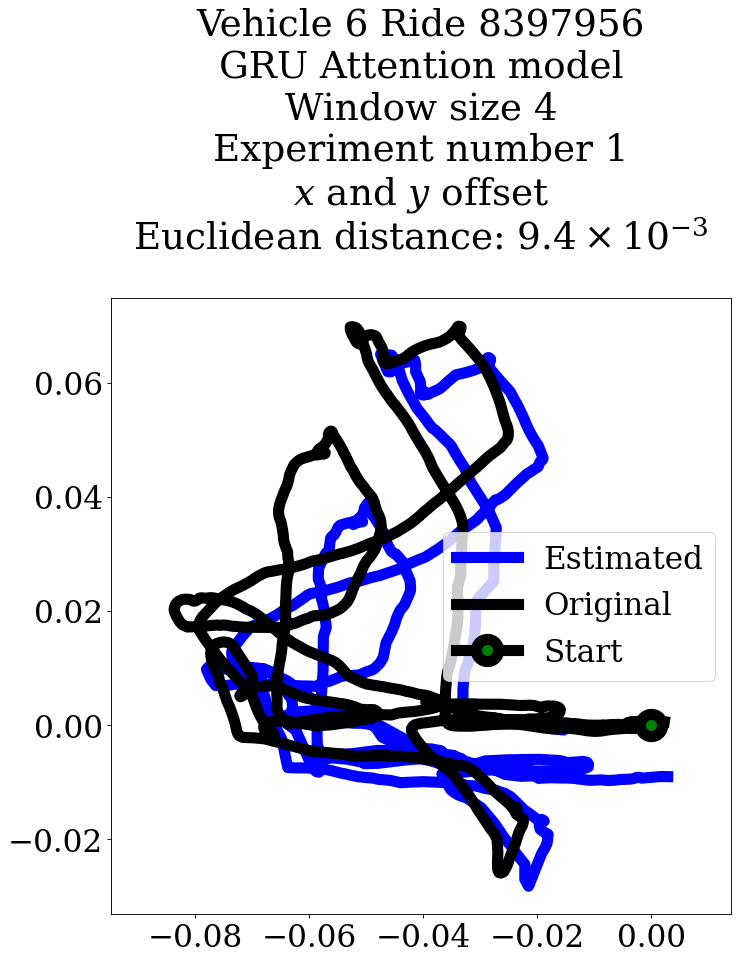 Vehicle 6 Ride 8397956
GRU Attention model
Window size 4
Experiment number 1
x and y offset
Euclidean distance: 9.4 × 10⁻³
0.06
0.04
0.02
0.00
−0.02
Estimated
Original
Start
−0.08 −0.06 −0.04 −0.02 0.00